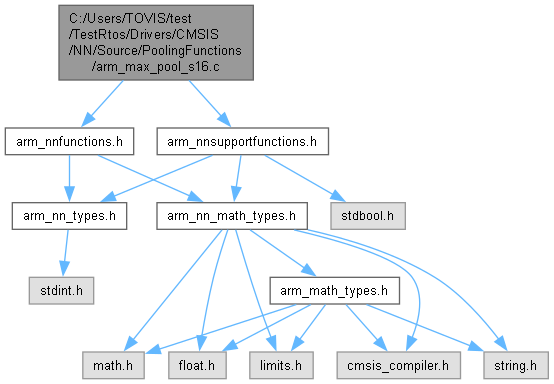 C:/Users/TOVIS/test
/TestRtos/Drivers/CMSIS
/NN/Source/PoolingFunctions
/arm_max_pool_s16.c
arm_nnfunctions.h
arm_nnsupportfunctions.h
arm_nn_types.h
arm_nn_math_types.h
stdbool.h
stdint.h
arm_math_types.h
math.h
float.h
limits.h
cmsis_compiler.h
string.h